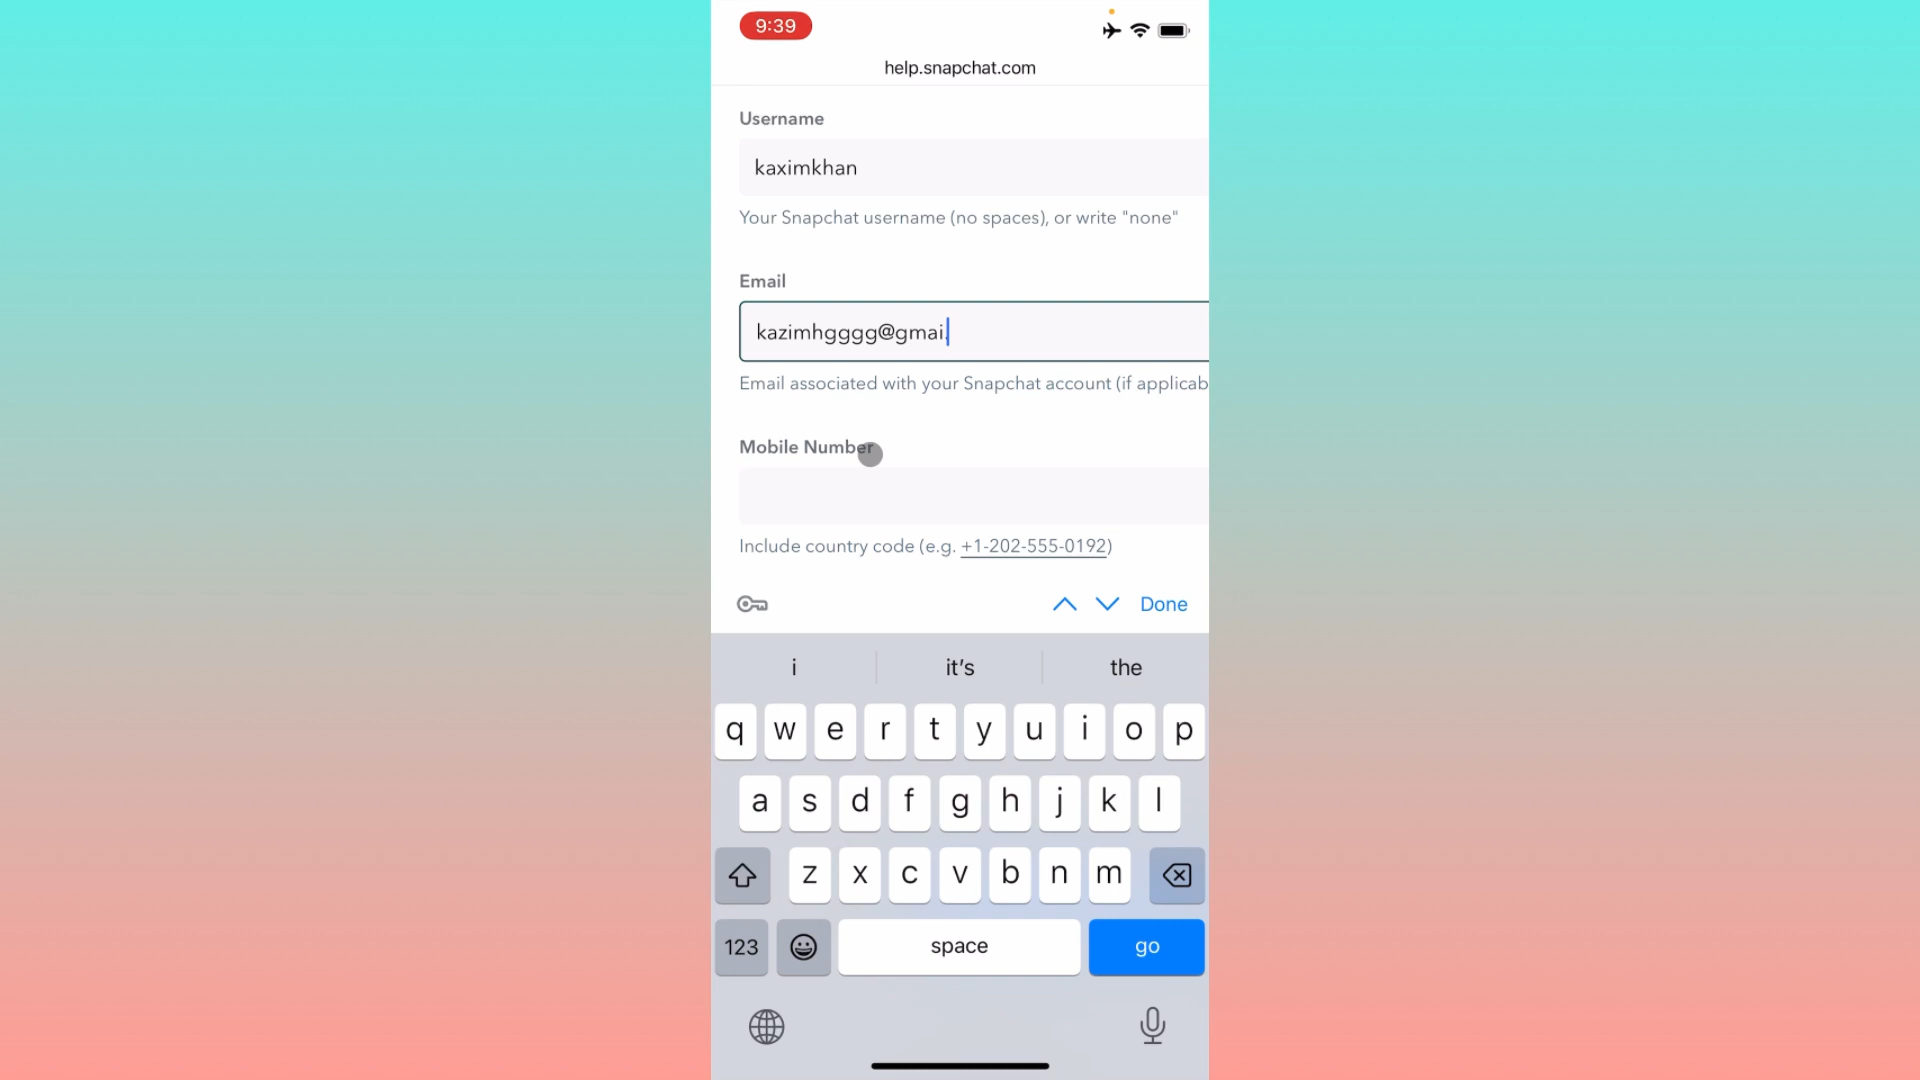 9:39
help.snapchat.com
Username
kaximkhan
Your Snapchat username (no spaces), or write "none"
Email
kazimhgggg@gmai.
Email associated with your Snapchat account (if applicab
Mobile Number
Include country code (e.g. +1-202-555-0192)
Done
i it's the
q w e r t y u i o p
a s d f g h j k l
z x c v b n m
123 space go